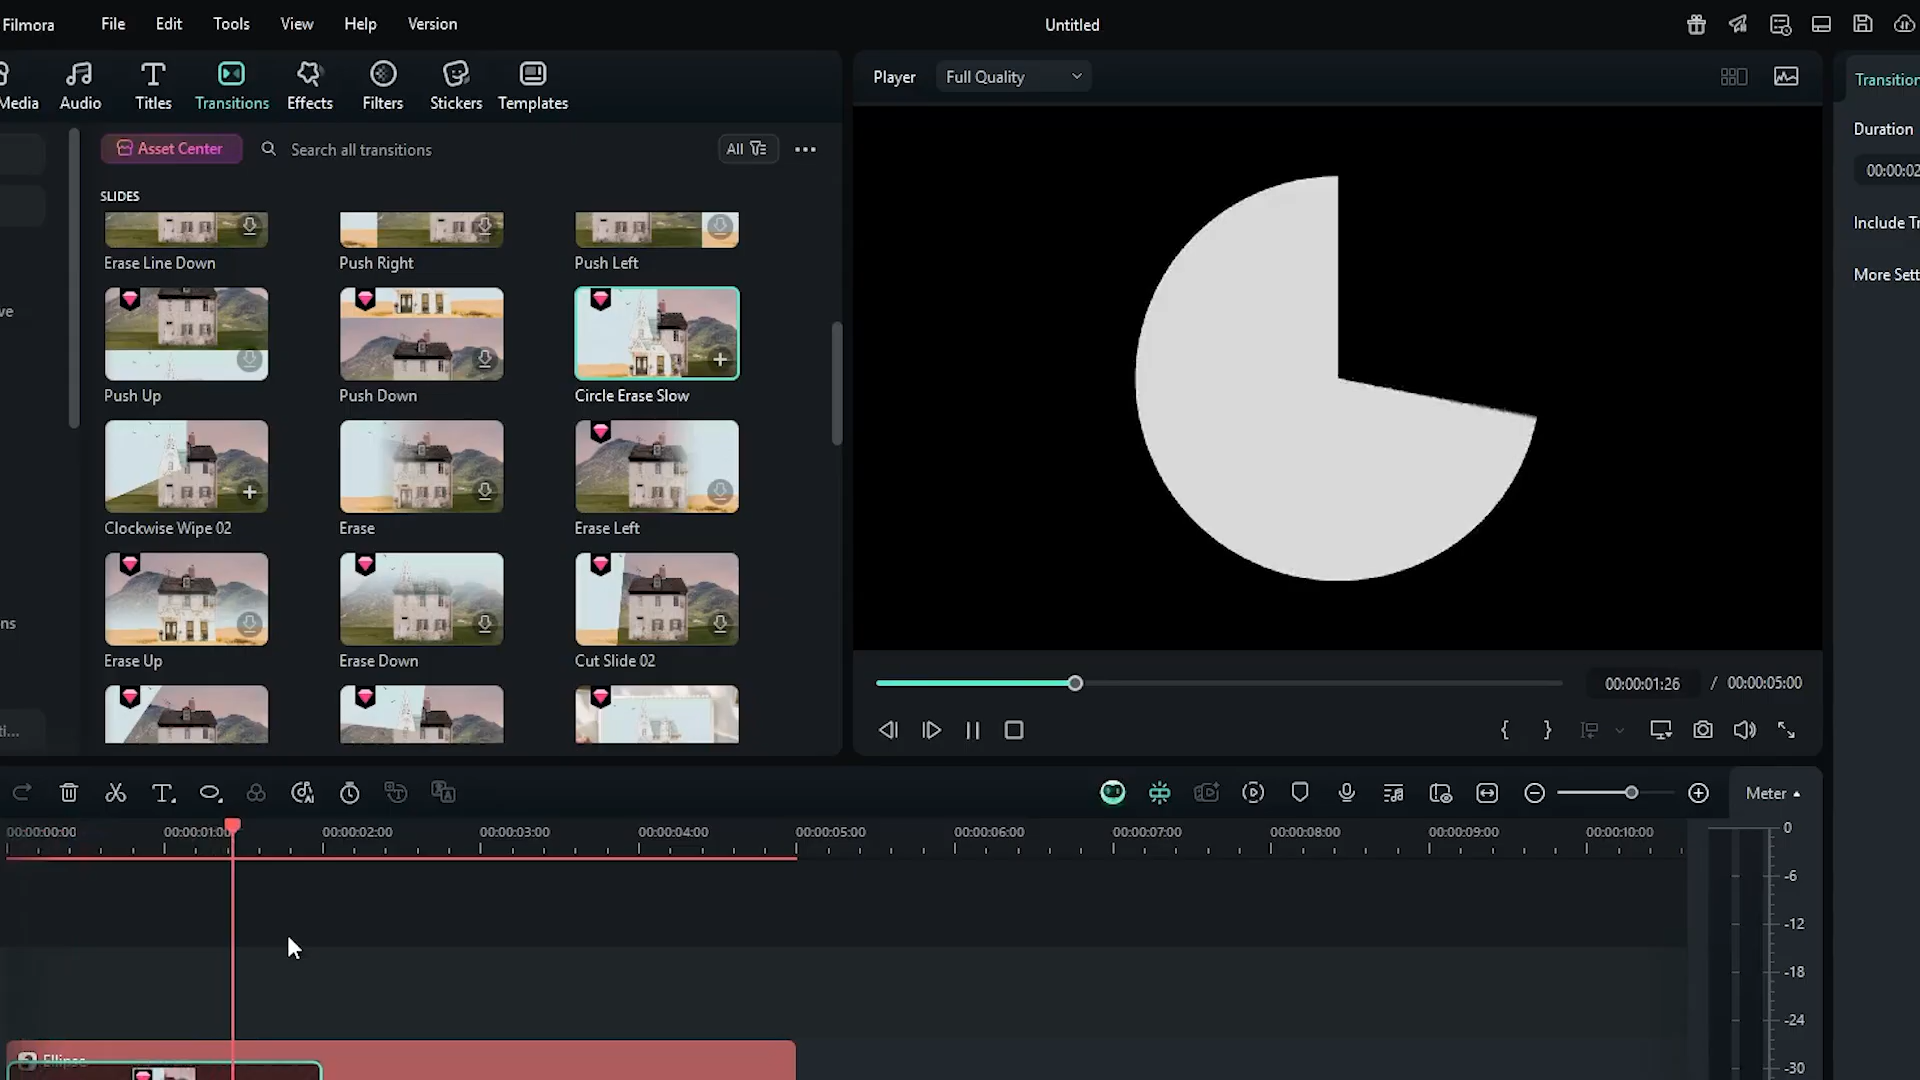 Filmora File Edit Tools View Help Version Untitled
Media Audio Titles Transitions Effects Filters Stickers Templates
Player Full Quality
Transition
Asset Center Search all transitions All
Duration
00:00:02
SLIDES
Include Tr
More Sett
Erase Line Down Push Right Push Left
ve
Push Up Push Down Circle Erase Slow
Clockwise Wipe 02 Erase Erase Left
ns
Erase Up Erase Down Cut Slide 02
ti...
00:00:01:26 / 00:00:05:00
Meter
00:00:00:00 00:00:01:00 00:00:02:00 00:00:03:00 00:00:04:00 00:00:05:00 00:00:06:00 00:00:07:00 00:00:08:00 00:00:09:00 00:00:10:00
0
-6
-12
-18
-24
-30
Ellipse